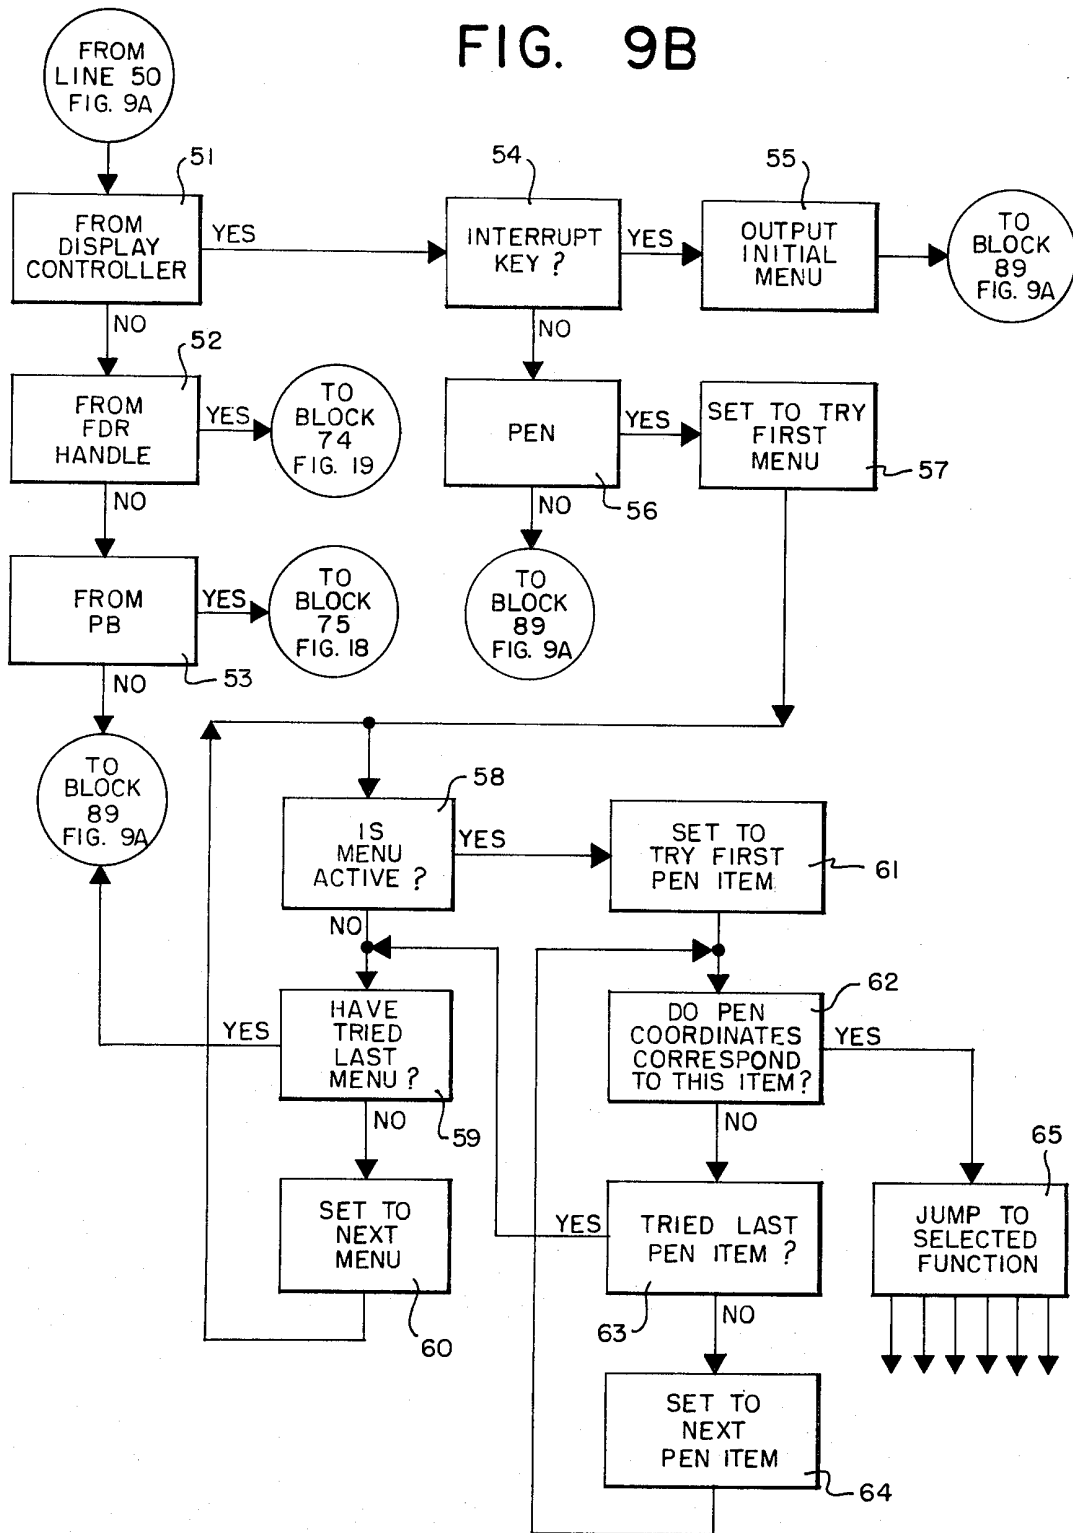 FIG. 9B
FROM
LINE 50
FIG. 9A
51
FROM
DISPLAY
CONTROLLER
YES
NO
54
INTERRUPT
KEY ?
YES
NO
55
OUTPUT
INITIAL
MENU
TO
BLOCK
89
FIG. 9A
52
FROM
FDR
HANDLE
YES
NO
TO
BLOCK
74
FIG. 19
PEN
YES
NO
56
SET TO TRY
FIRST
MENU
57
FROM
PB
YES
NO
53
TO
BLOCK
75
FIG. 18
TO
BLOCK
89
FIG. 9A
TO
BLOCK
89
FIG. 9A
58
IS
MENU
ACTIVE ?
YES
NO
SET TO
TRY FIRST
PEN ITEM
61
HAVE
TRIED
LAST
MENU ?
YES
NO
59
62
DO PEN
COORDINATES
CORRESPOND
TO THIS ITEM?
YES
NO
SET TO
NEXT
MENU
60
TRIED LAST
PEN ITEM ?
YES
NO
63
65
JUMP TO
SELECTED
FUNCTION
SET TO
NEXT
PEN ITEM
64